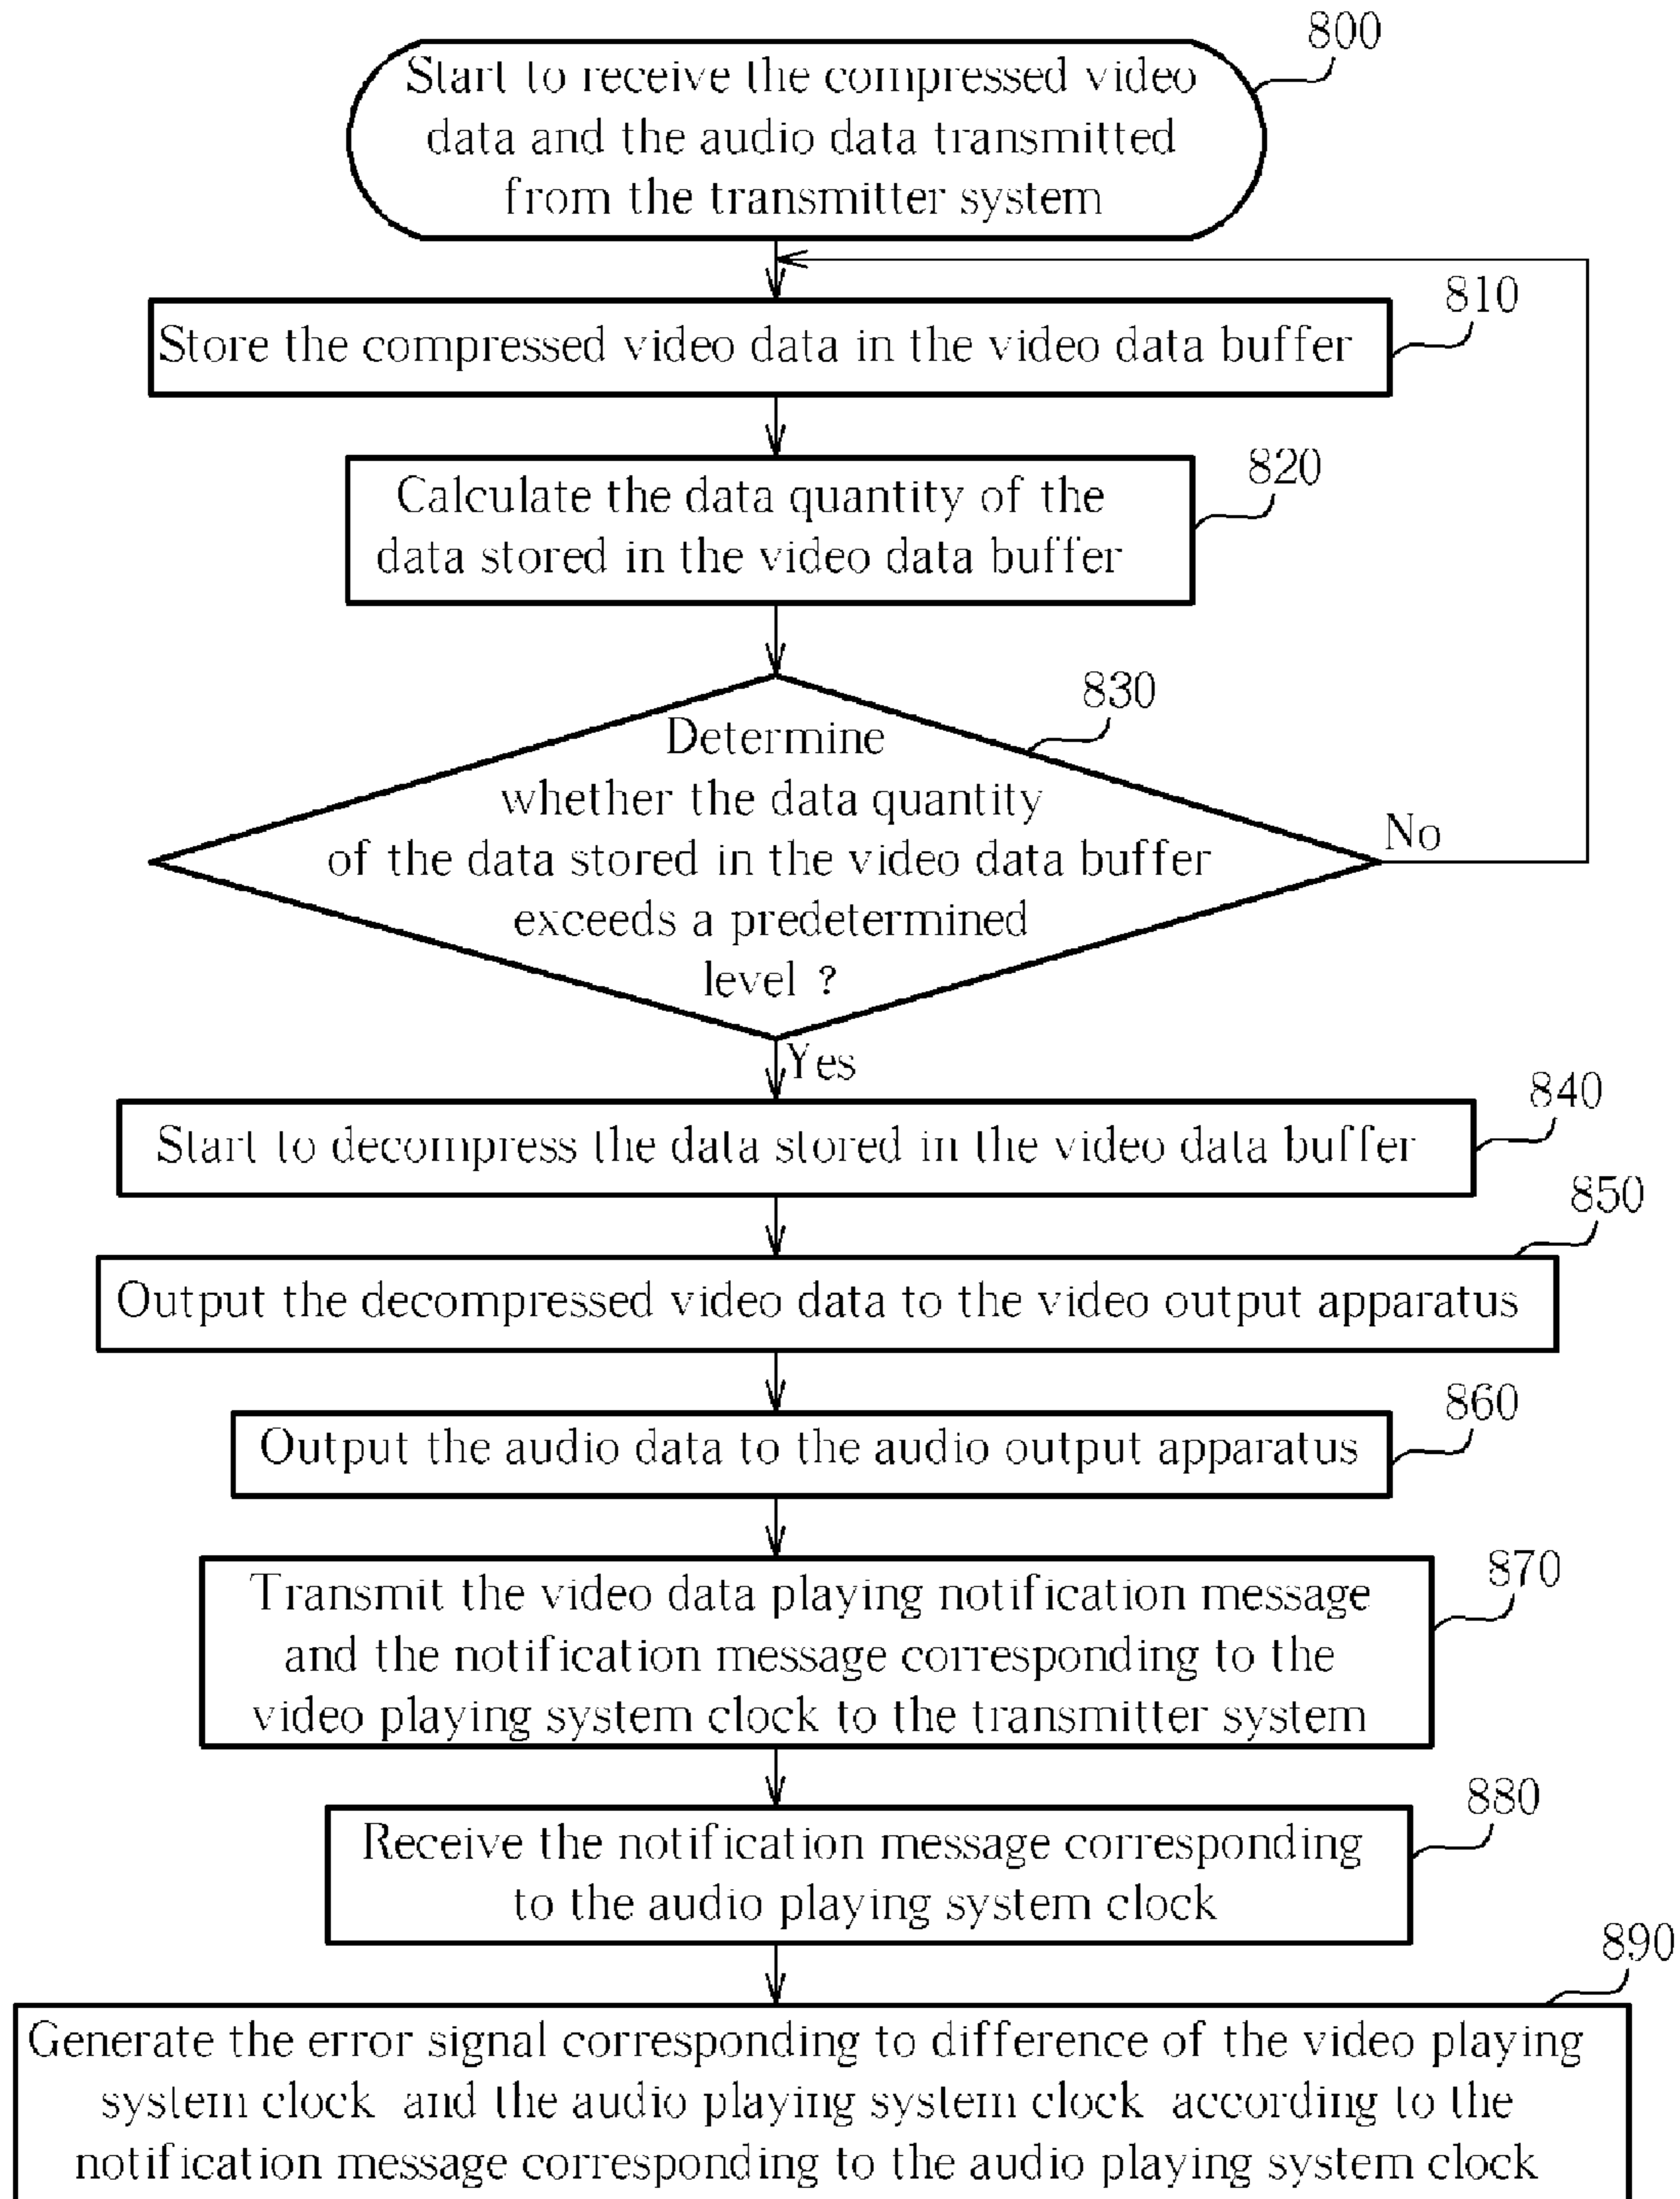 800
Start to receive the compressed video
data and the audio data transmitted
from the transmitter system
810
Store the compressed video data in the video data buffer
820
Calculate the data quantity of the
data stored in the video data buffer
830
Determine
whether the data quantity
of the data stored in the video data buffer
exceeds a predetermined
level ?
No
Yes
840
Start to decompress the data stored in the video data buffer
850
Output the decompressed video data to the video output apparatus
860
Output the audio data to the audio output apparatus
870
Transmit the video data playing notification message
and the notification message corresponding to the
video playing system clock to the transmitter system
880
Receive the notification message corresponding
to the audio playing system clock
890
Generate the error signal corresponding to difference of the video playing
system clock and the audio playing system clock according to the
notification message corresponding to the audio playing system clock